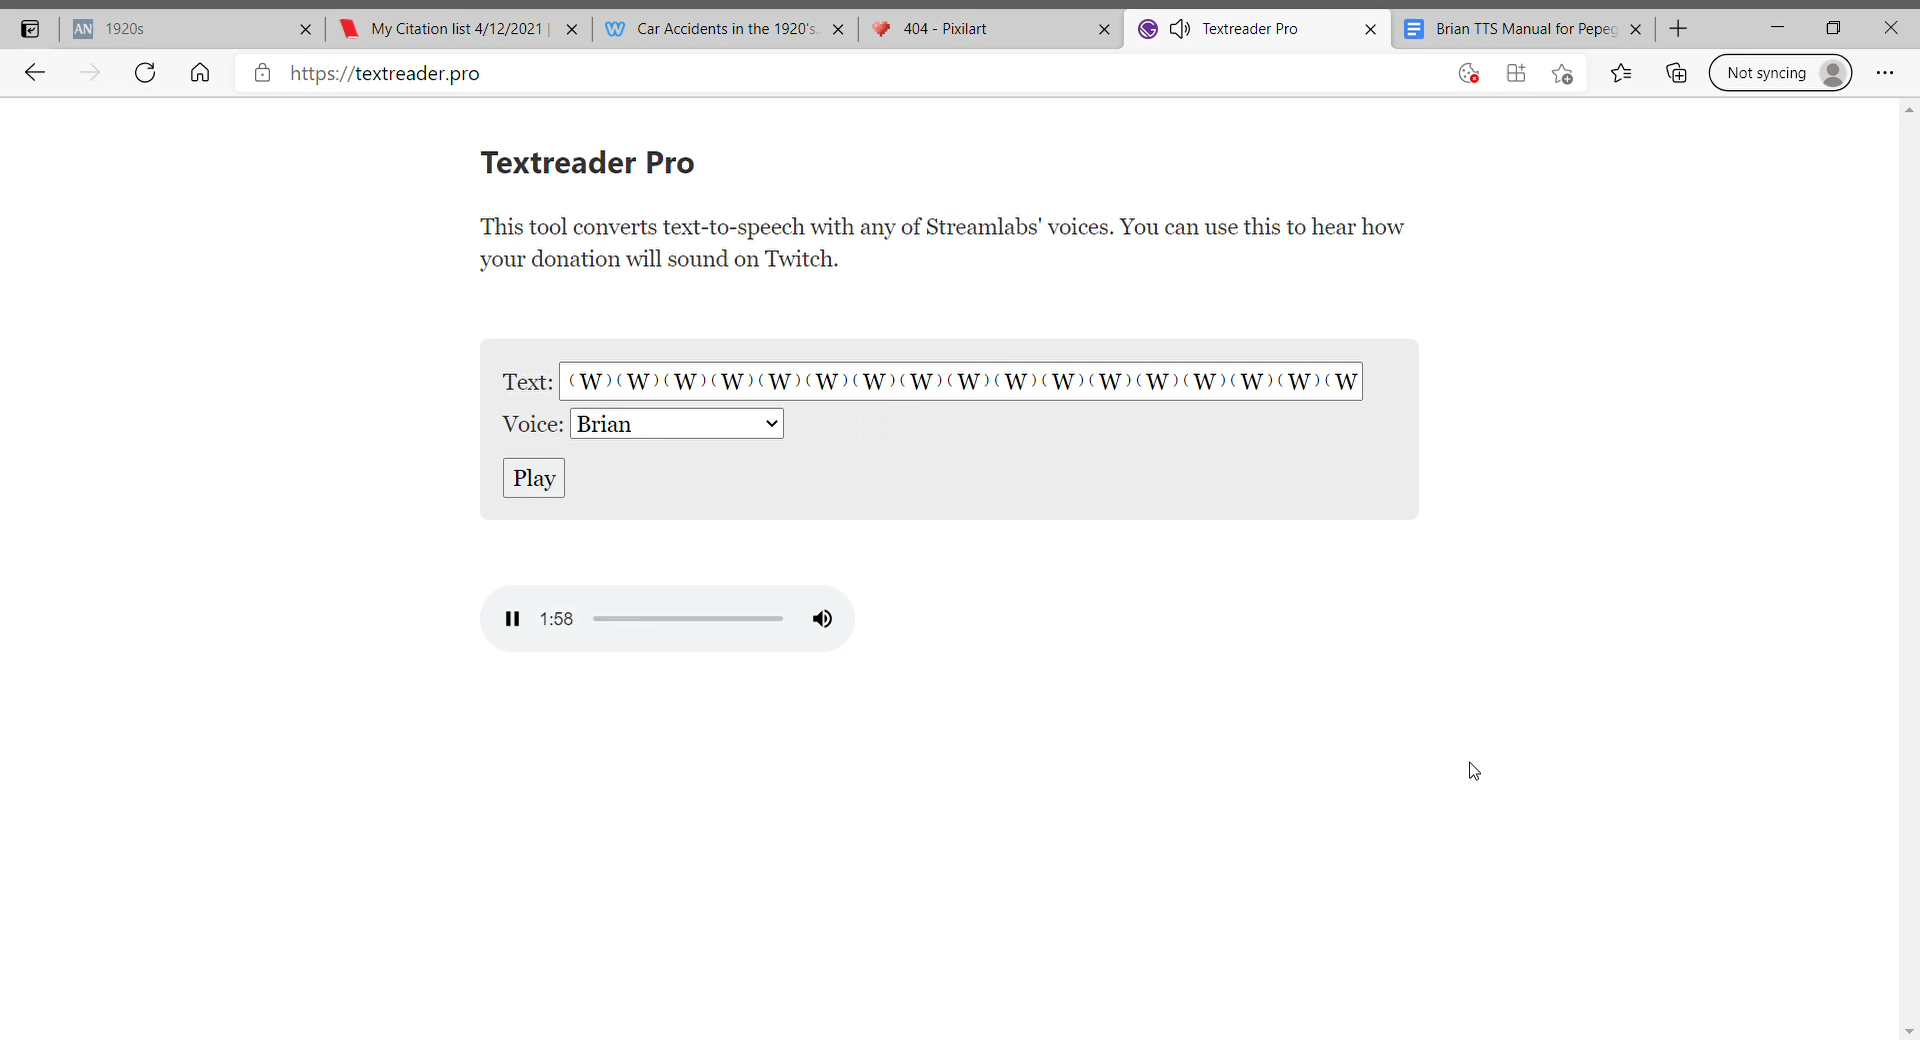 AN 1920s
My Citation list 4/12/2021 |
Car Accidents in the 1920's.
404 - Pixilart
Textreader Pro
Brian TTS Manual for Pepeg
https://textreader.pro
Not syncing
Textreader Pro
This tool converts text-to-speech with any of Streamlabs' voices. You can use this to hear how
your donation will sound on Twitch.
Text: (W)(W)(W)(W)(W)(W)(W)(W)(W)(W)(W)(W)(W)(W)(W)(W)(W
Voice: Brian
Play
1:58